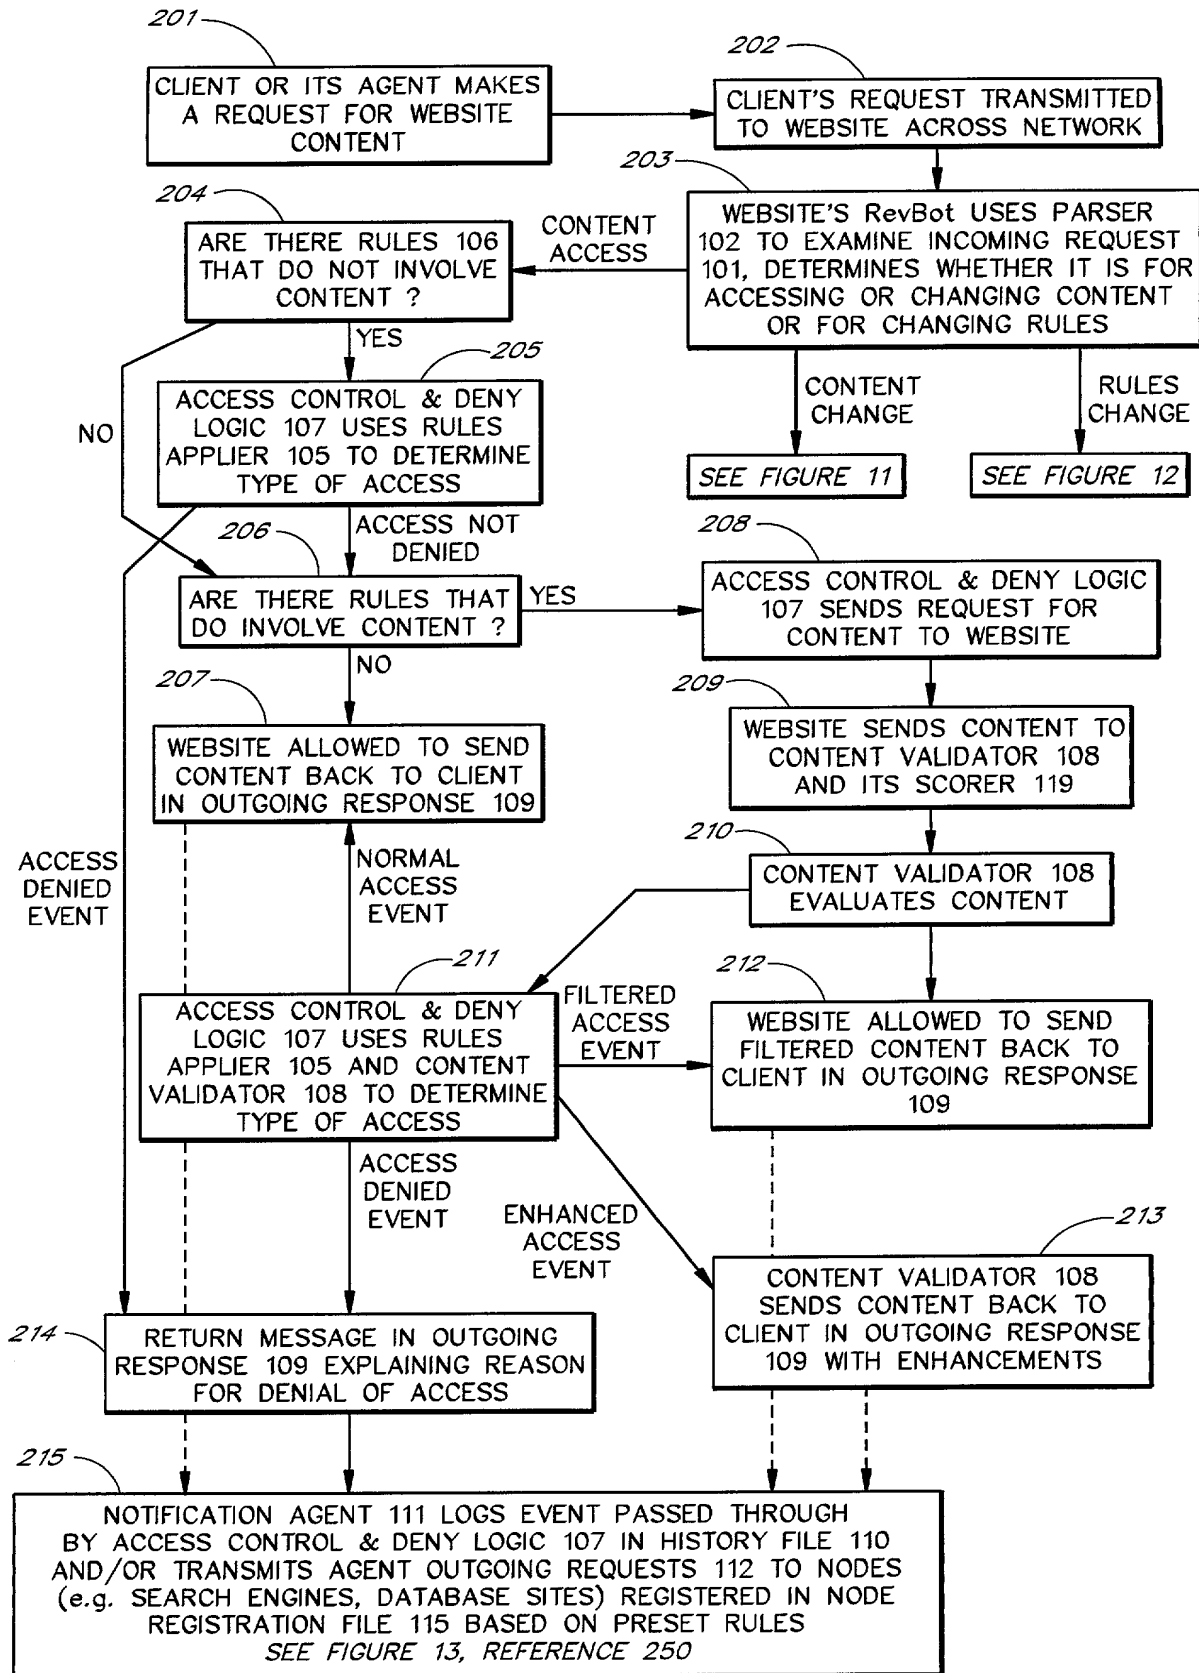 201
CLIENT OR ITS AGENT MAKES
A REQUEST FOR WEBSITE
CONTENT
202
CLIENT'S REQUEST TRANSMITTED
TO WEBSITE ACROSS NETWORK
203
WEBSITE'S RevBot USES PARSER
102 TO EXAMINE INCOMING REQUEST
101, DETERMINES WHETHER IT IS FOR
ACCESSING OR CHANGING CONTENT
OR FOR CHANGING RULES
CONTENT
ACCESS
204
ARE THERE RULES 106
THAT DO NOT INVOLVE
CONTENT ?
YES
NO
CONTENT
CHANGE
RULES
CHANGE
SEE FIGURE 11
SEE FIGURE 12
205
ACCESS CONTROL & DENY
LOGIC 107 USES RULES
APPLIER 105 TO DETERMINE
TYPE OF ACCESS
ACCESS NOT
DENIED
206
ARE THERE RULES THAT
DO INVOLVE CONTENT ?
YES
NO
208
ACCESS CONTROL & DENY LOGIC
107 SENDS REQUEST FOR
CONTENT TO WEBSITE
207
WEBSITE ALLOWED TO SEND
CONTENT BACK TO CLIENT
IN OUTGOING RESPONSE 109
209
WEBSITE SENDS CONTENT TO
CONTENT VALIDATOR 108
AND ITS SCORER 119
210
CONTENT VALIDATOR 108
EVALUATES CONTENT
ACCESS
DENIED
EVENT
NORMAL
ACCESS
EVENT
211
ACCESS CONTROL & DENY
LOGIC 107 USES RULES
APPLIER 105 AND CONTENT
VALIDATOR 108 TO DETERMINE
TYPE OF ACCESS
FILTERED
ACCESS
EVENT
212
WEBSITE ALLOWED TO SEND
FILTERED CONTENT BACK TO
CLIENT IN OUTGOING RESPONSE
109
ACCESS
DENIED
EVENT
ENHANCED
ACCESS
EVENT
213
CONTENT VALIDATOR 108
SENDS CONTENT BACK TO
CLIENT IN OUTGOING RESPONSE
109 WITH ENHANCEMENTS
214
RETURN MESSAGE IN OUTGOING
RESPONSE 109 EXPLAINING REASON
FOR DENIAL OF ACCESS
215
NOTIFICATION AGENT 111 LOGS EVENT PASSED THROUGH
BY ACCESS CONTROL & DENY LOGIC 107 IN HISTORY FILE 110
AND/OR TRANSMITS AGENT OUTGOING REQUESTS 112 TO NODES
(e.g. SEARCH ENGINES, DATABASE SITES) REGISTERED IN NODE
REGISTRATION FILE 115 BASED ON PRESET RULES
SEE FIGURE 13, REFERENCE 250